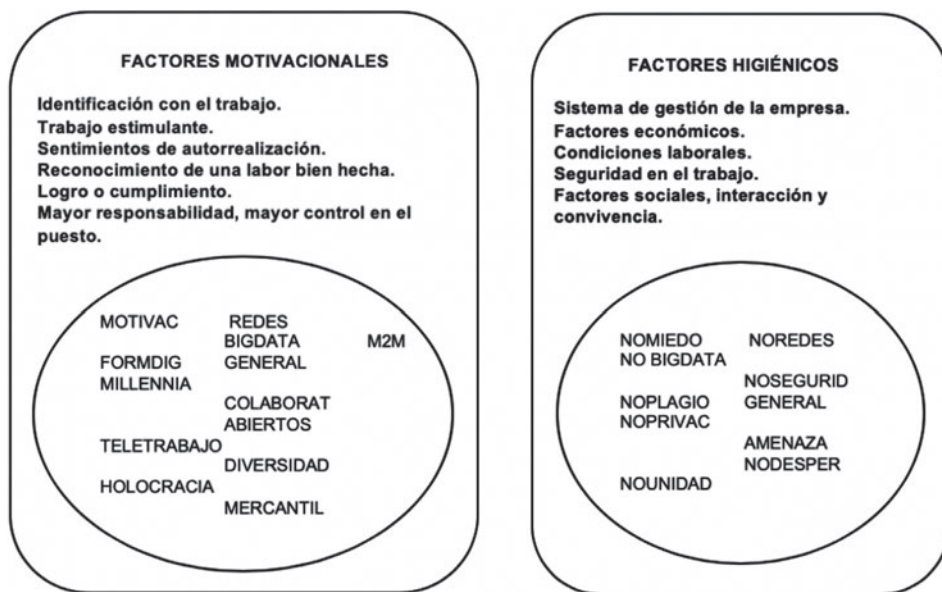 FACTORES MOTIVACIONALES
Identificación con el trabajo.
Trabajo estimulante.
Sentimientos de autorrealización.
Reconocimiento de una labor bien hecha.
Logro o cumplimiento.
Mayor responsabilidad, mayor control en el
puesto.
MOTIVAC REDES
BIGDATA M2M
FORMDIG GENERAL
MILLENNIA
COLABORAT
ABIERTOS
TELETRABAJO
DIVERSIDAD
HOLOCRACIA
MERCANTIL
FACTORES HIGIÉNICOS
Sistema de gestión de la empresa.
Factores económicos.
Condiciones laborales.
Seguridad en el trabajo.
Factores sociales, interacción y
convivencia.
NOMIEDO NOREDES
NO BIGDATA
NOSEGURID
NOPLAGIO GENERAL
NOPRIVAC
AMENAZA
NODESPER
NOUNIDAD